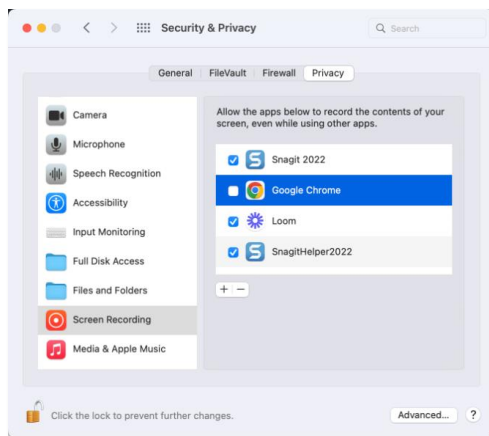 Security & Privacy
Search
General
FileVault
Firewall
Privacy
Camera
Microphone
Speech Recognition
Accessibility
Input Monitoring
Full Disk Access
Files and Folders
Screen Recording
Media & Apple Music
Allow the apps below to record the contents of your
screen, even while using other apps.
Snagit 2022
Google Chrome
Loom
SnagitHelper2022
+ −
Click the lock to prevent further changes.
Advanced...
?